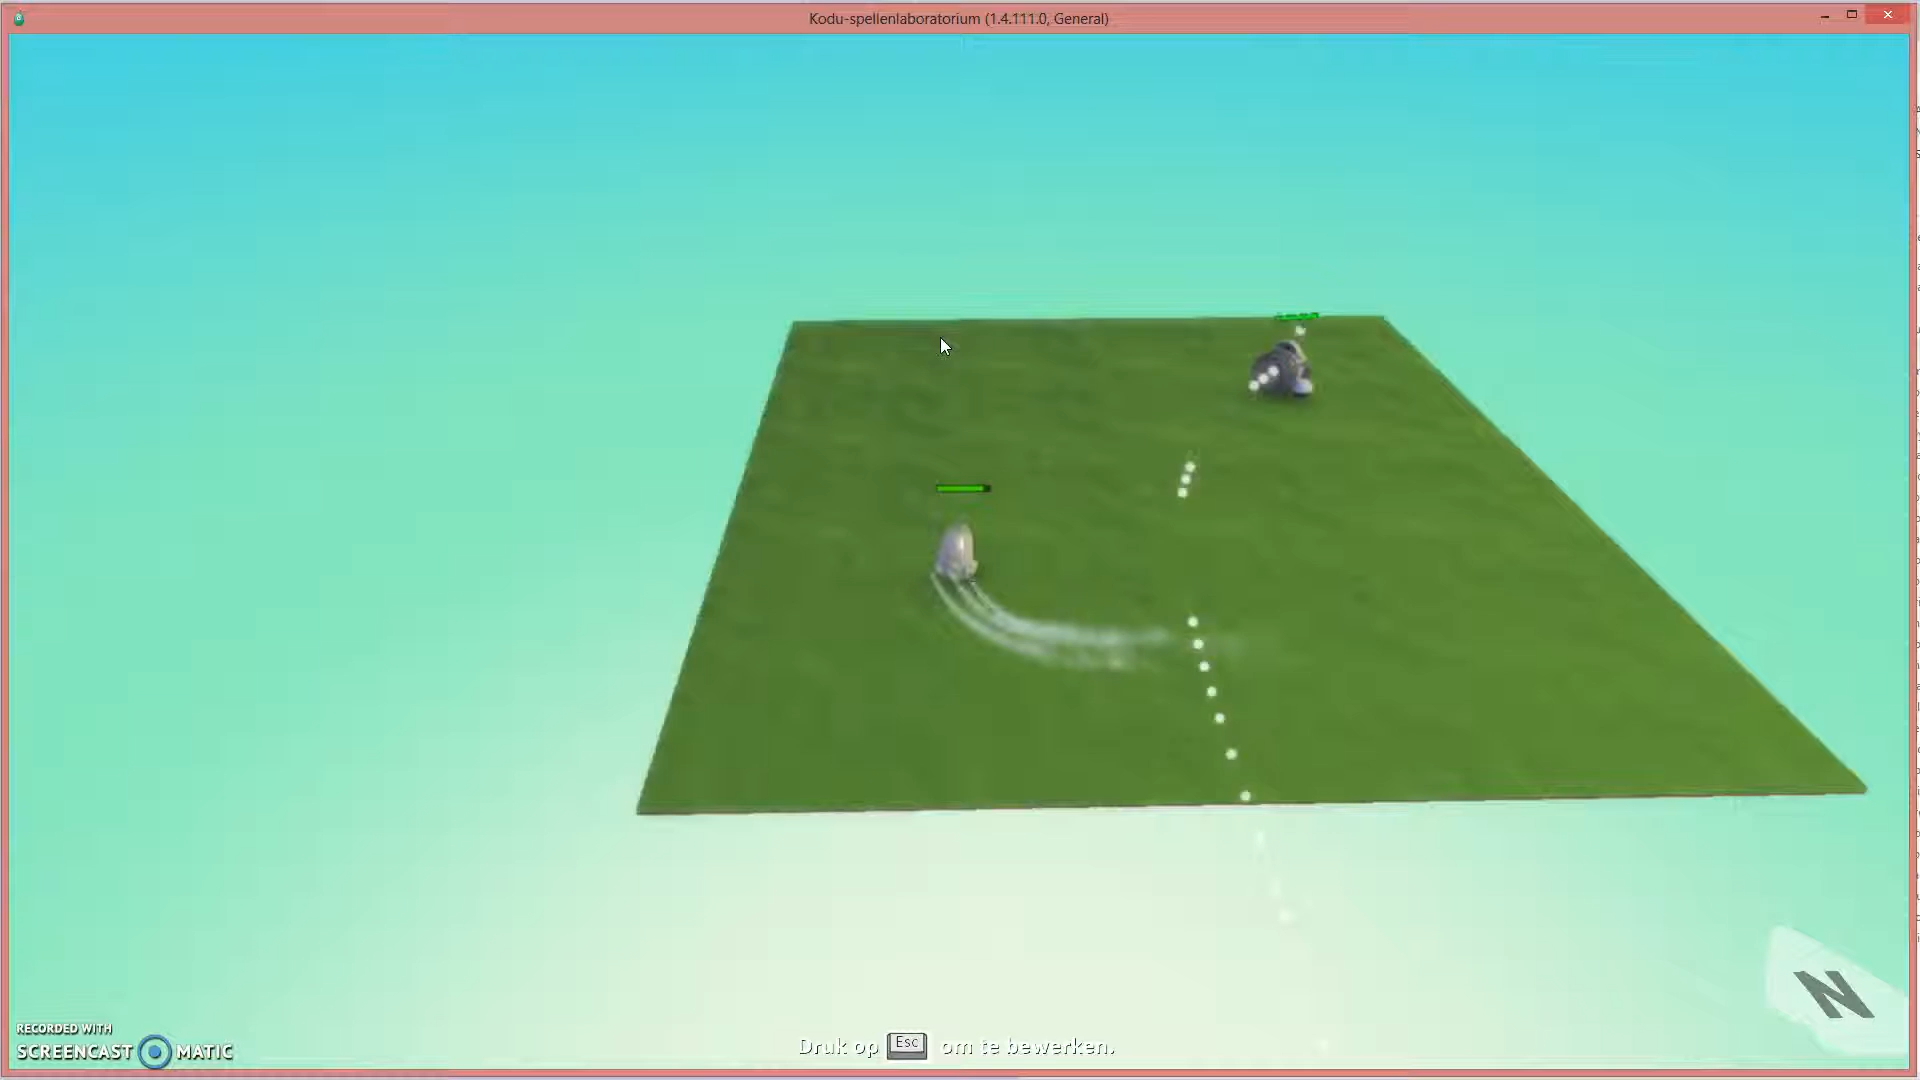 Kodu-spellenlaboratorium (1.4.111.0, General)
N
RECORDED WITH
SCREENCAST MATIC
Druk op Esc om te bewerken.